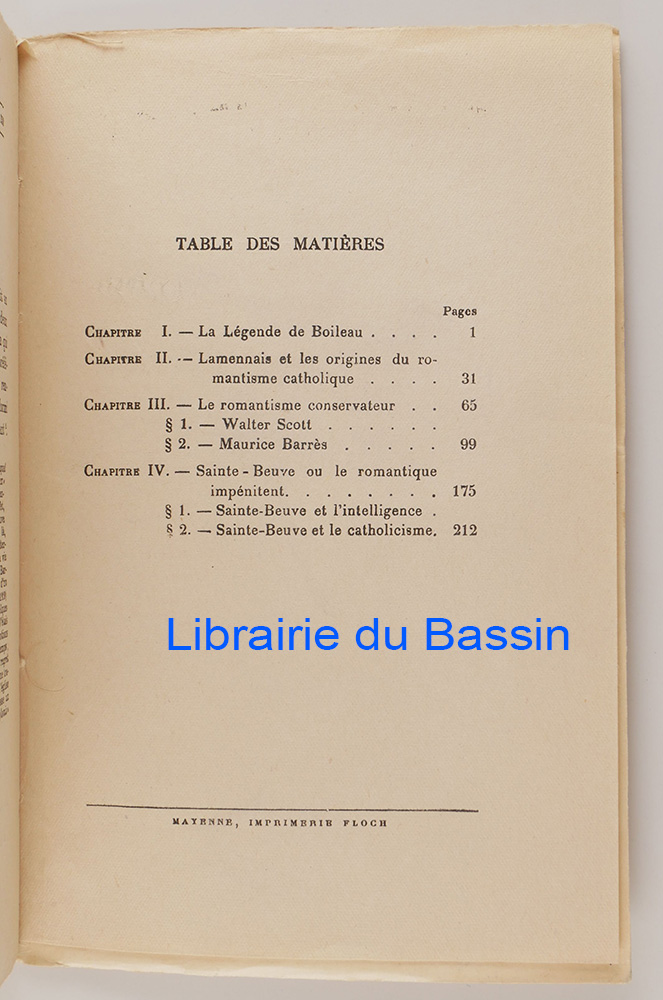 TABLE DES MATIÈRES
Pages
CHAPITRE I. — La Légende de Boileau . . . . 1
CHAPITRE II. — Lamennais et les origines du ro-
mantisme catholique . . . . 31
CHAPITRE III. — Le romantisme conservateur . . 65
§ 1. — Walter Scott . . . . . .
§ 2. — Maurice Barrès . . . . . 99
CHAPITRE IV. — Sainte-Beuve ou le romantique
impénitent. . . . . . . . 175
§ 1. — Sainte-Beuve et l'intelligence .
§ 2. — Sainte-Beuve et le catholicisme. 212
Librairie du Bassin
MAYENNE, IMPRIMERIE FLOCH